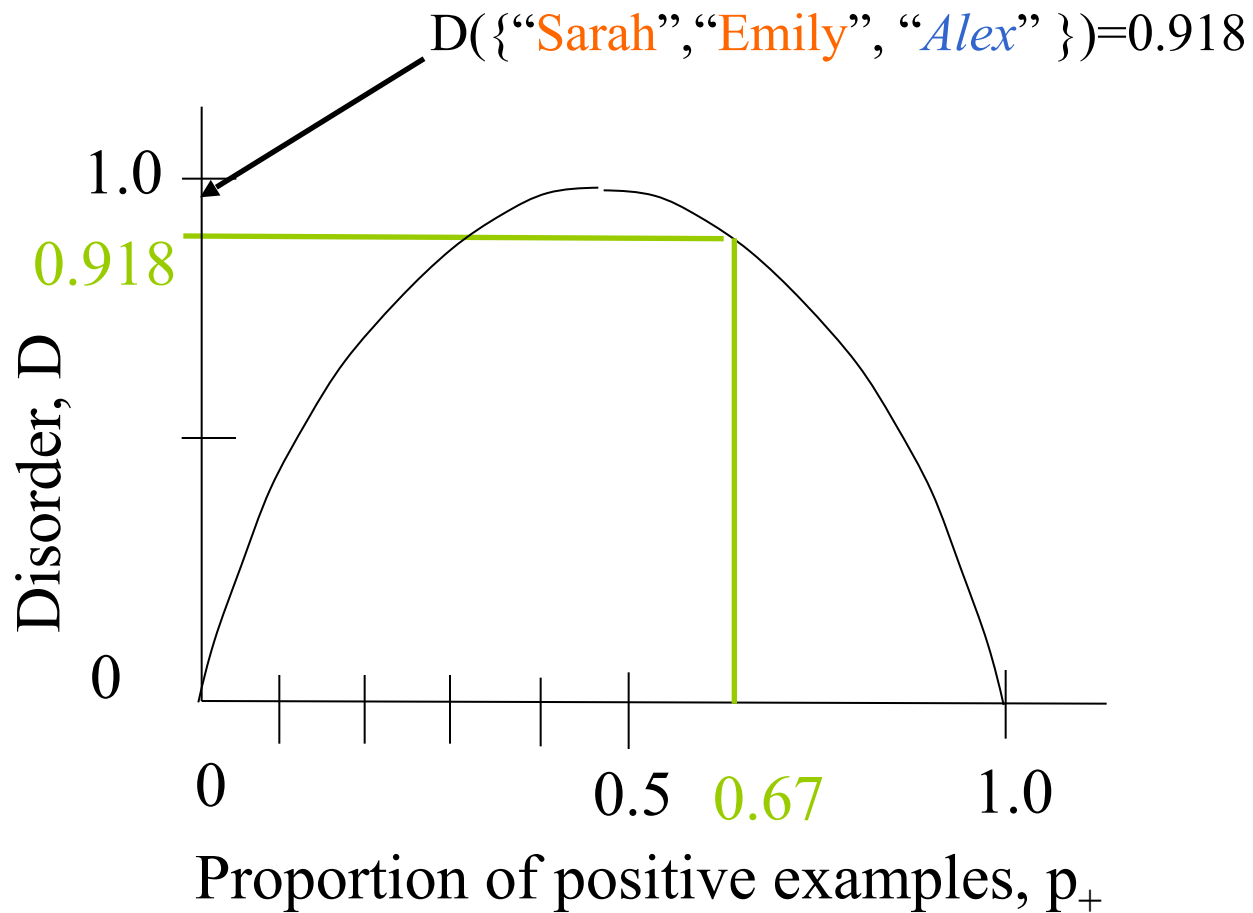 D({“Sarah”,“Emily”, “Alex” })=0.918
1.0
0.918
Disorder, D
0
0
0.5
0.67
1.0
Proportion of positive examples, p+